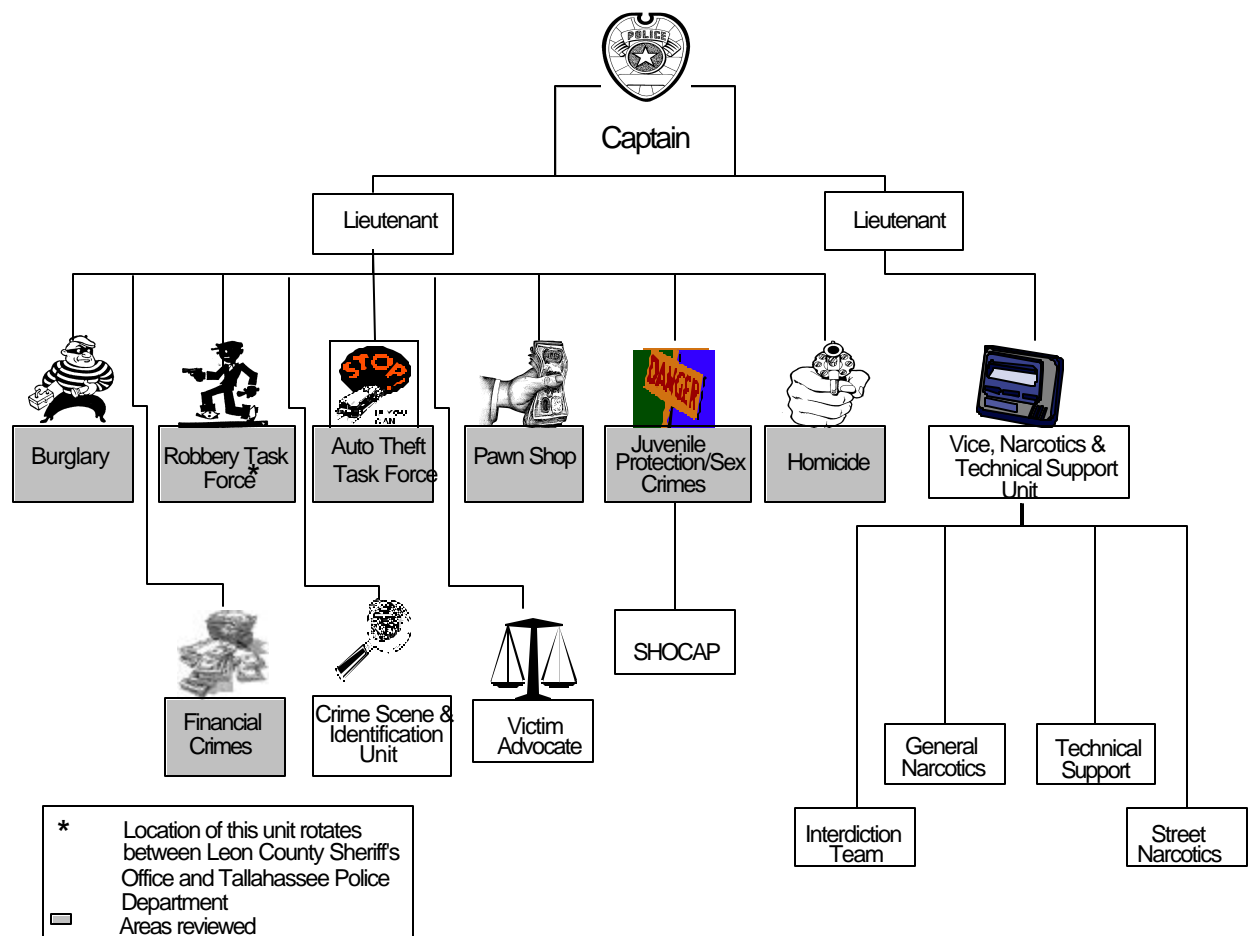 POLICE
Captain
Lieutenant
Lieutenant
STOP!
DANGER
Burglary
Robbery Task
Force*
Auto Theft
Task Force
Pawn Shop
Juvenile
Protection/Sex
Crimes
Homicide
Vice, Narcotics &
Technical Support
Unit
Financial
Crimes
Crime Scene &
Identification
Unit
Victim
Advocate
SHOCAP
General
Narcotics
Technical
Support
Interdiction
Team
Street
Narcotics
* Location of this unit rotates
between Leon County Sheriff's
Office and Tallahassee Police
Department
Areas reviewed